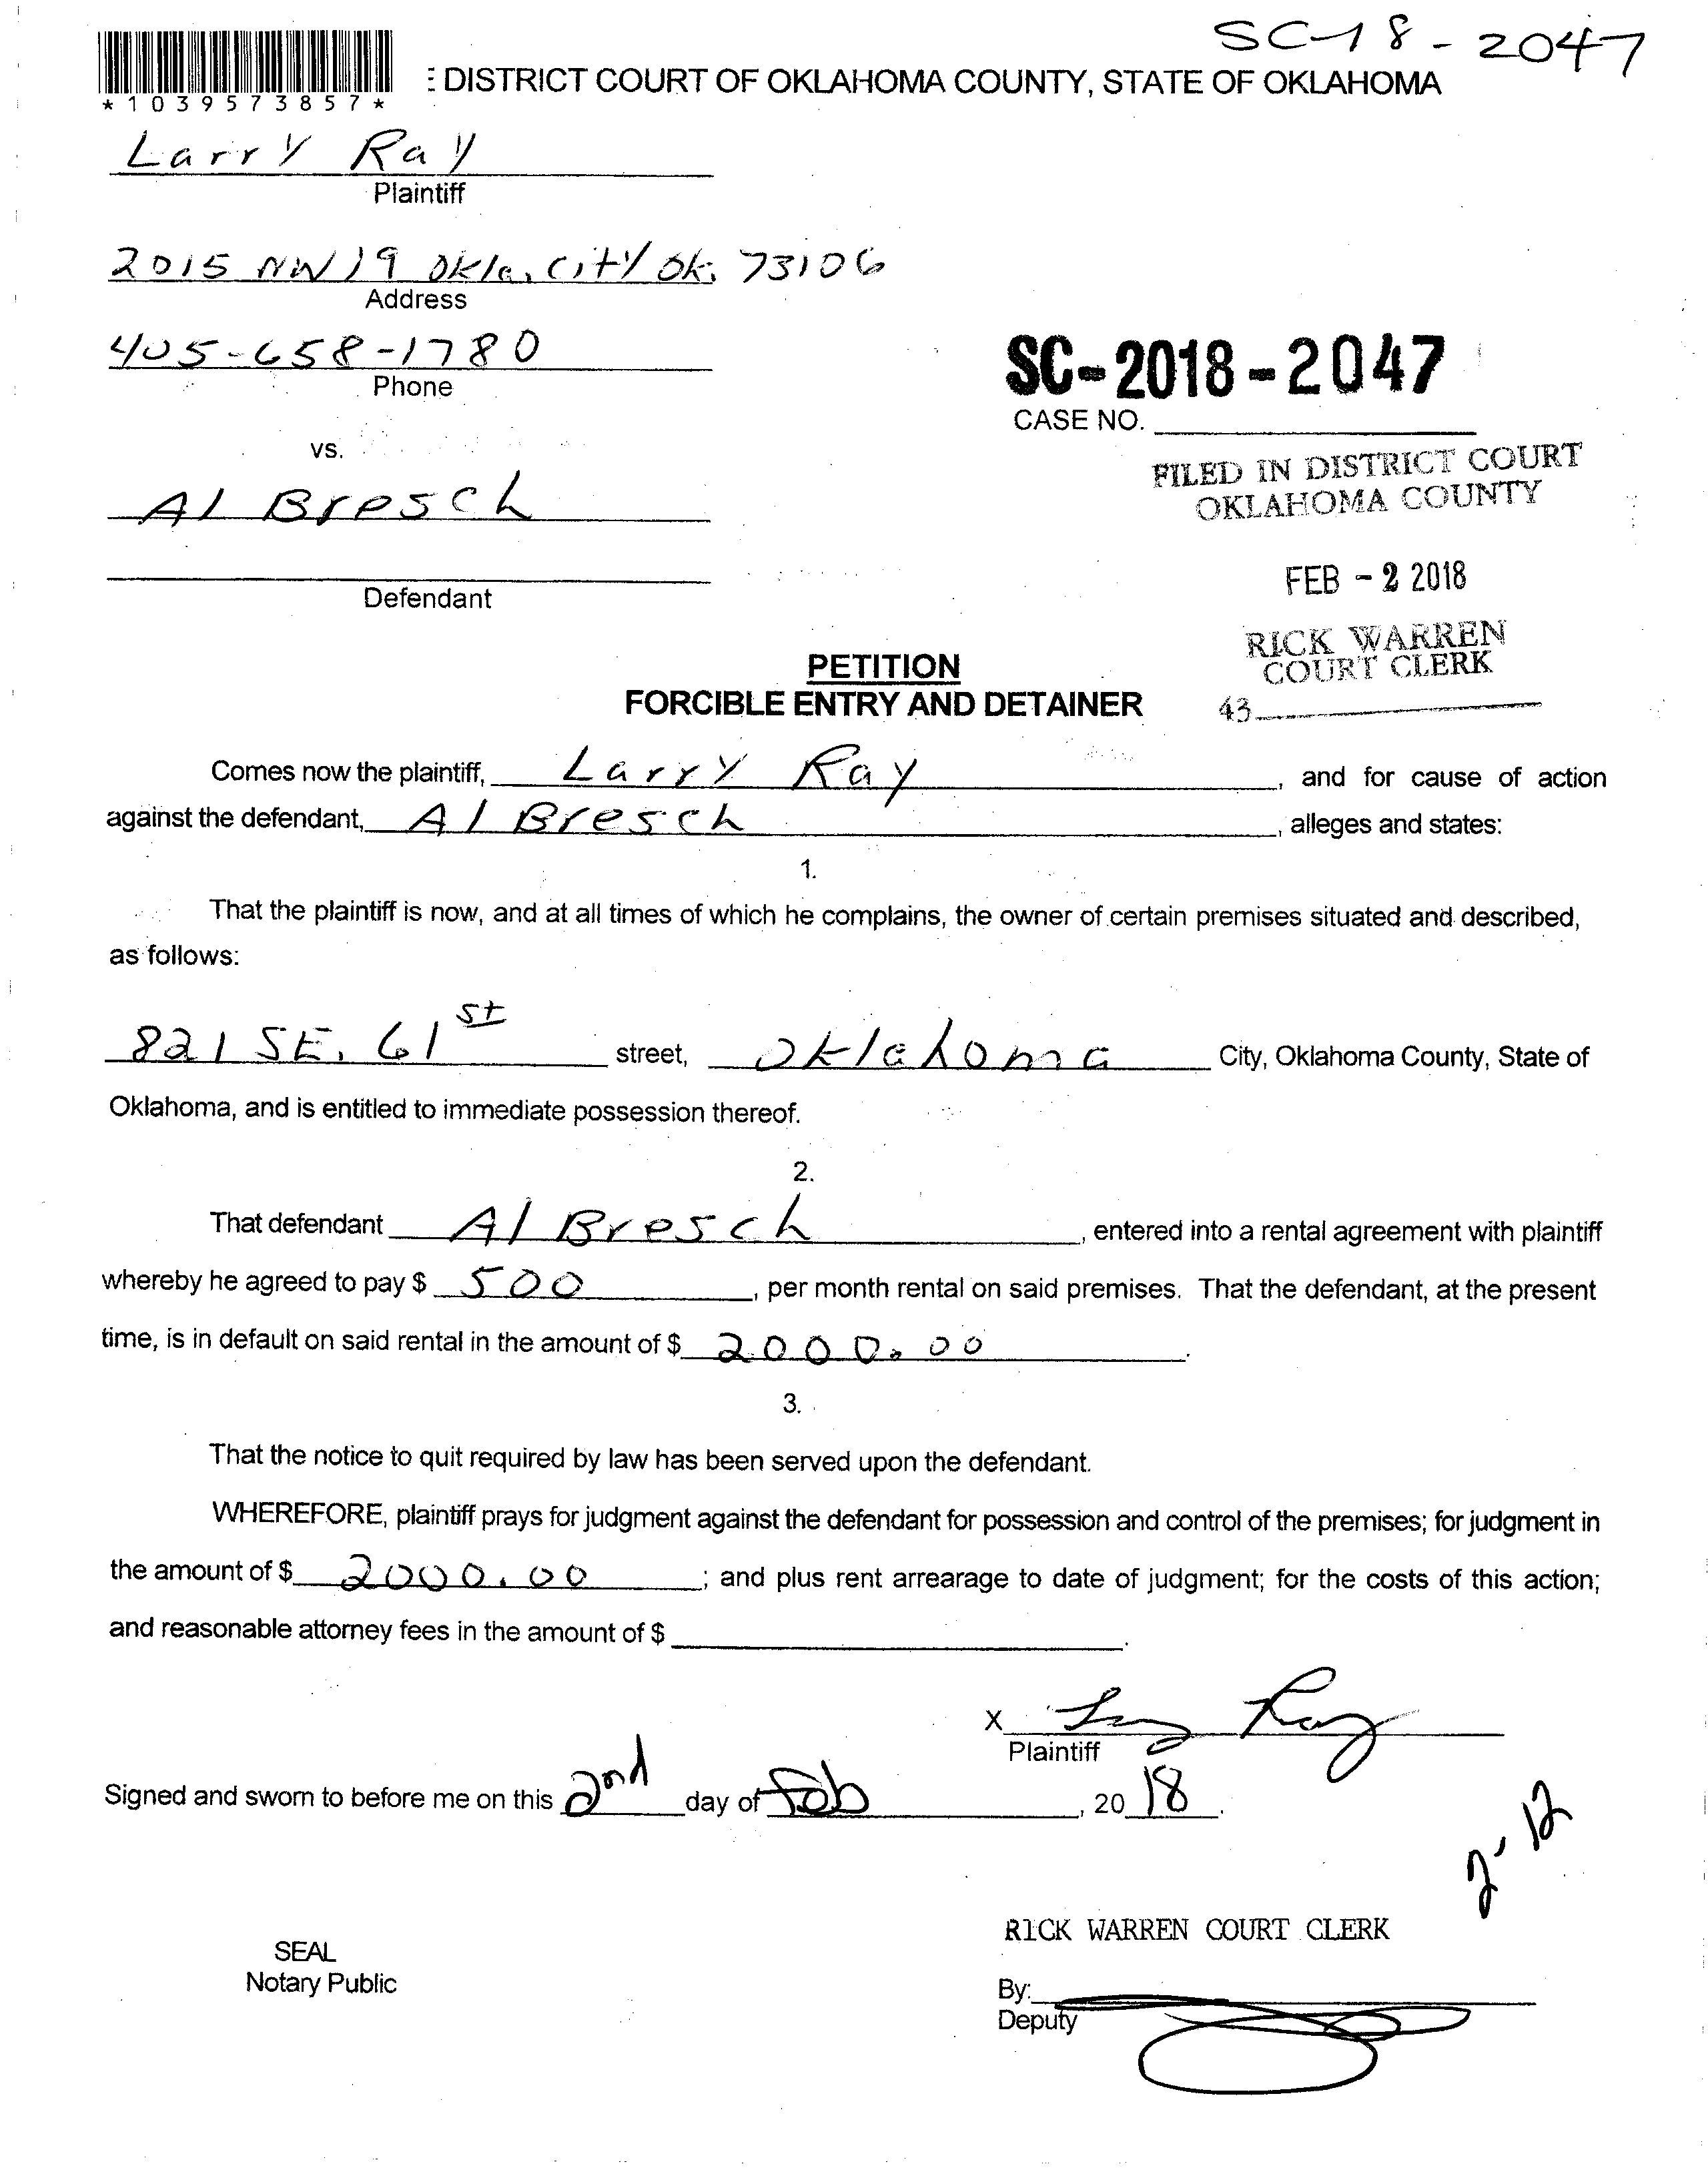 SC-18-2047
*1039573857*
E DISTRICT COURT OF OKLAHOMA COUNTY, STATE OF OKLAHOMA
Larry Ray
Plaintiff
2015 NW 19 Okla. City Ok. 73106
Address
405-658-1780
Phone
SC-2018-2047
CASE NO.
vs.
FILED IN DISTRICT COURT
OKLAHOMA COUNTY
Al Bresch
FEB - 2 2018
Defendant
RICK WARREN
COURT CLERK
43
PETITION
FORCIBLE ENTRY AND DETAINER
Comes now the plaintiff, Larry Ray, and for cause of action
against the defendant, Al Bresch, alleges and states:
1.
That the plaintiff is now, and at all times of which he complains, the owner of certain premises situated and described,
as follows:
821 SE. 61st street, Oklahoma City, Oklahoma County, State of
Oklahoma, and is entitled to immediate possession thereof.
2.
That defendant Al Bresch, entered into a rental agreement with plaintiff
whereby he agreed to pay $ 500, per month rental on said premises. That the defendant, at the present
time, is in default on said rental in the amount of $ 2000.00.
3.
That the notice to quit required by law has been served upon the defendant.
WHEREFORE, plaintiff prays for judgment against the defendant for possession and control of the premises; for judgment in
the amount of $ 2000.00; and plus rent arrearage to date of judgment; for the costs of this action;
and reasonable attorney fees in the amount of $.
X Larry Ray
Plaintiff
Signed and sworn to before me on this 2nd day of Feb, 20 18.
2-12
RICK WARREN COURT CLERK
SEAL
Notary Public
By:
Deputy